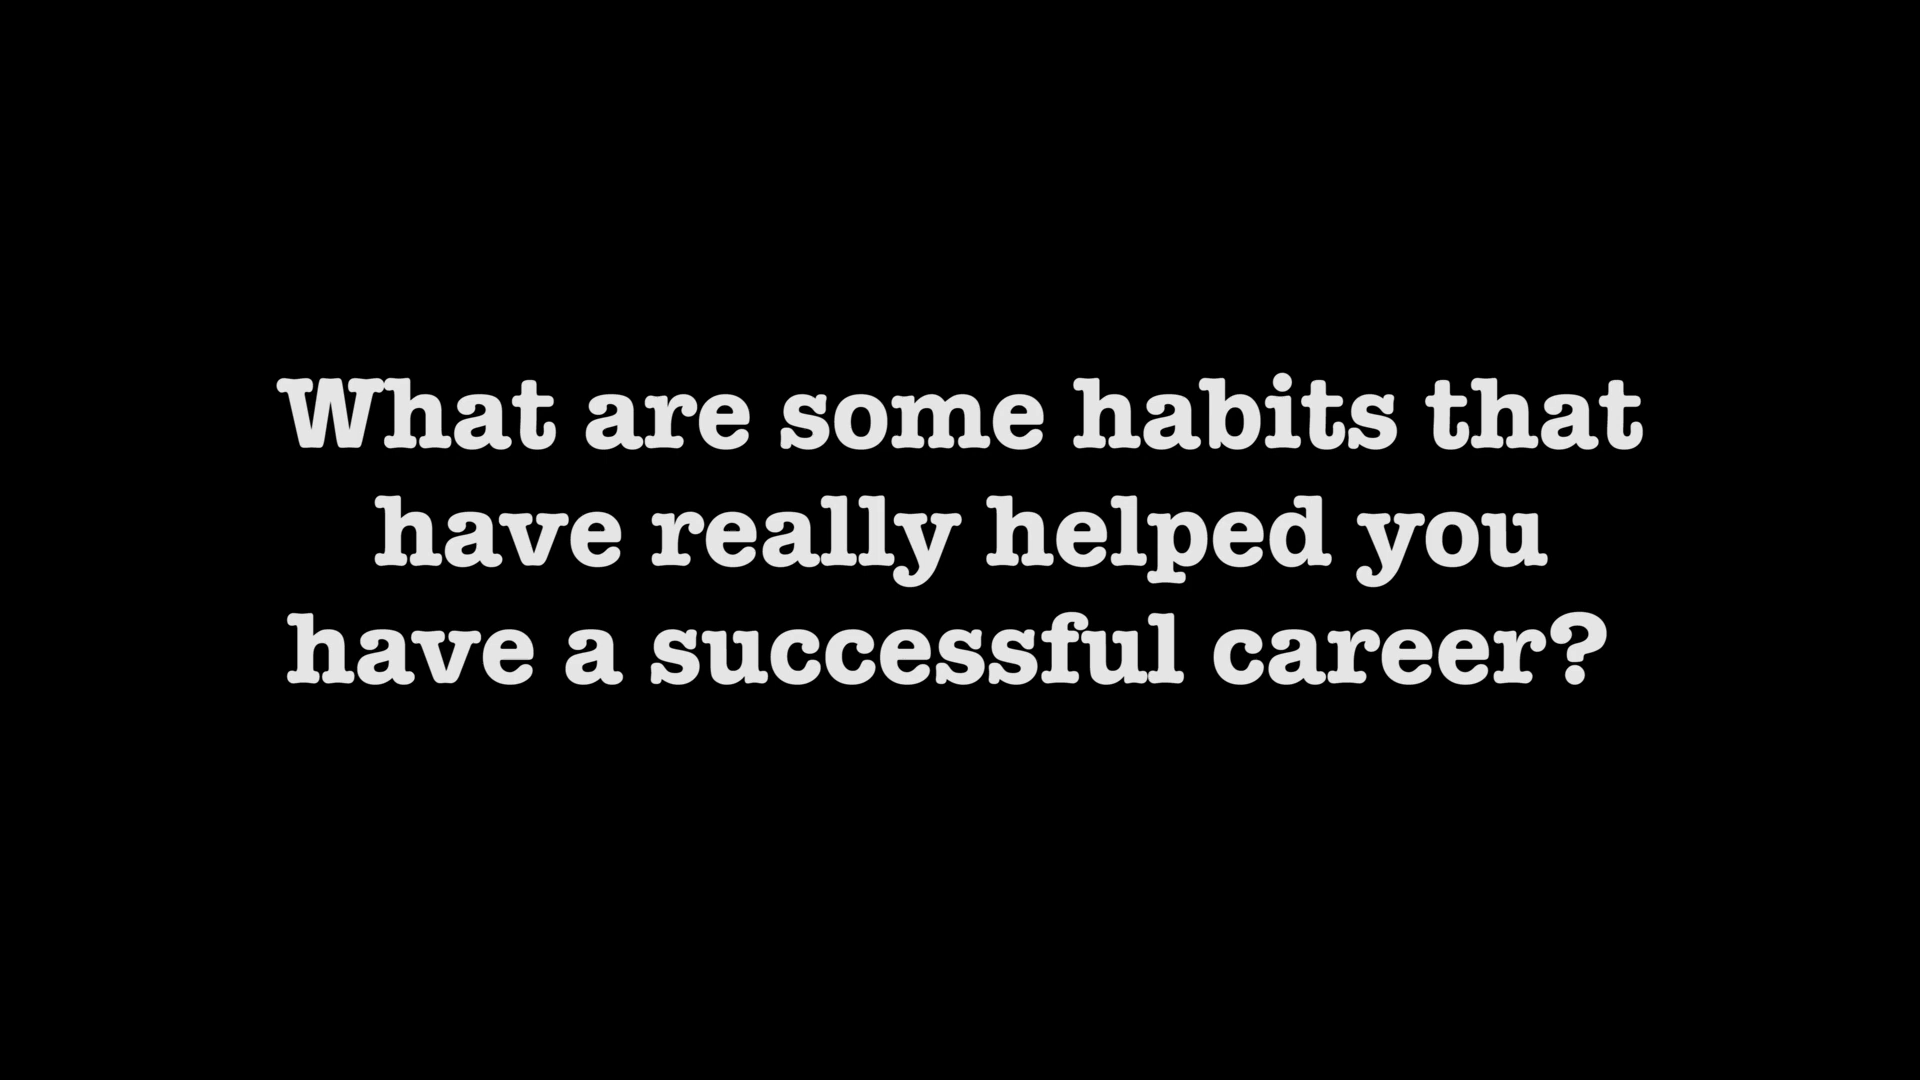 What are some habits that
have really helped you
have a successful career?